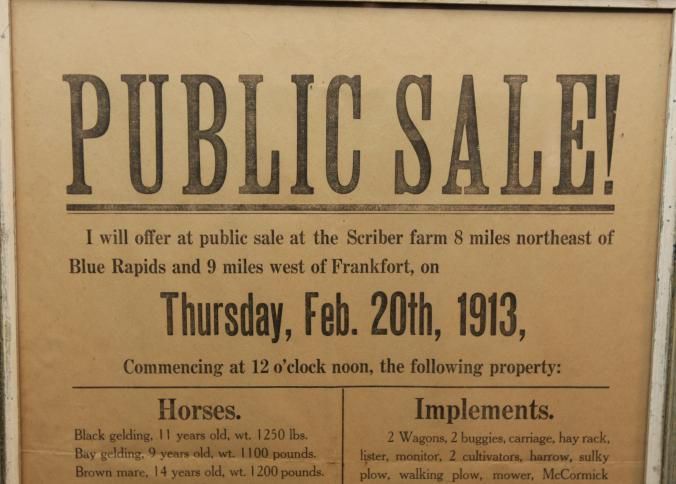 PUBLIC SALE!
I will offer at public sale at the Scriber farm 8 miles northeast of
Blue Rapids and 9 miles west of Frankfort, on
Thursday, Feb. 20th, 1913,
Commencing at 12 o'clock noon, the following property:
Horses.
Black gelding, 11 years old, wt. 1250 lbs.
Bay gelding, 9 years old, wt. 1100 pounds.
Brown mare, 14 years old, wt. 1200 pounds.
Implements.
2 Wagons, 2 buggies, carriage, hay rack,
lister, monitor, 2 cultivators, harrow, sulky
plow, walking plow, mower, McCormick